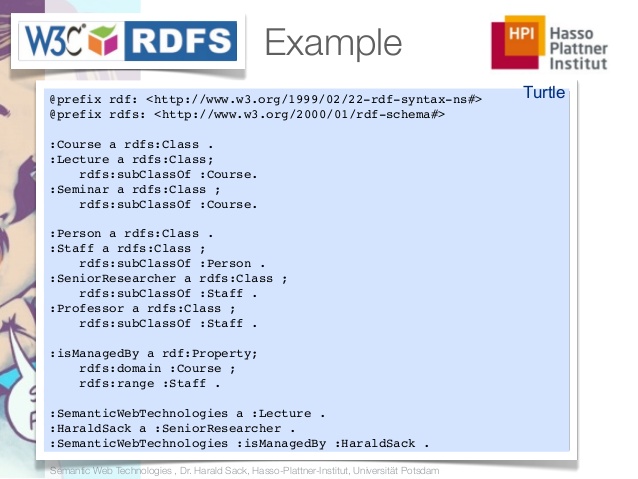 W3C RDFS
Example
HPI Hasso
Plattner
Institut
Turtle
@prefix rdf: <http://www.w3.org/1999/02/22-rdf-syntax-ns#>
@prefix rdfs: <http://www.w3.org/2000/01/rdf-schema#>
:Course a rdfs:Class .
:Lecture a rdfs:Class;
    rdfs:subClassOf :Course.
:Seminar a rdfs:Class ;
    rdfs:subClassOf :Course.
:Person a rdfs:Class .
:Staff a rdfs:Class ;
    rdfs:subClassOf :Person .
:SeniorResearcher a rdfs:Class ;
    rdfs:subClassOf :Staff .
:Professor a rdfs:Class ;
    rdfs:subClassOf :Staff .
:isManagedBy a rdf:Property;
    rdfs:domain :Course ;
    rdfs:range :Staff .
:SemanticWebTechnologies a :Lecture .
:HaraldSack a :SeniorResearcher .
:SemanticWebTechnologies :isManagedBy :HaraldSack .
Semantic Web Technologies , Dr. Harald Sack, Hasso-Plattner-Institut, Universität Potsdam